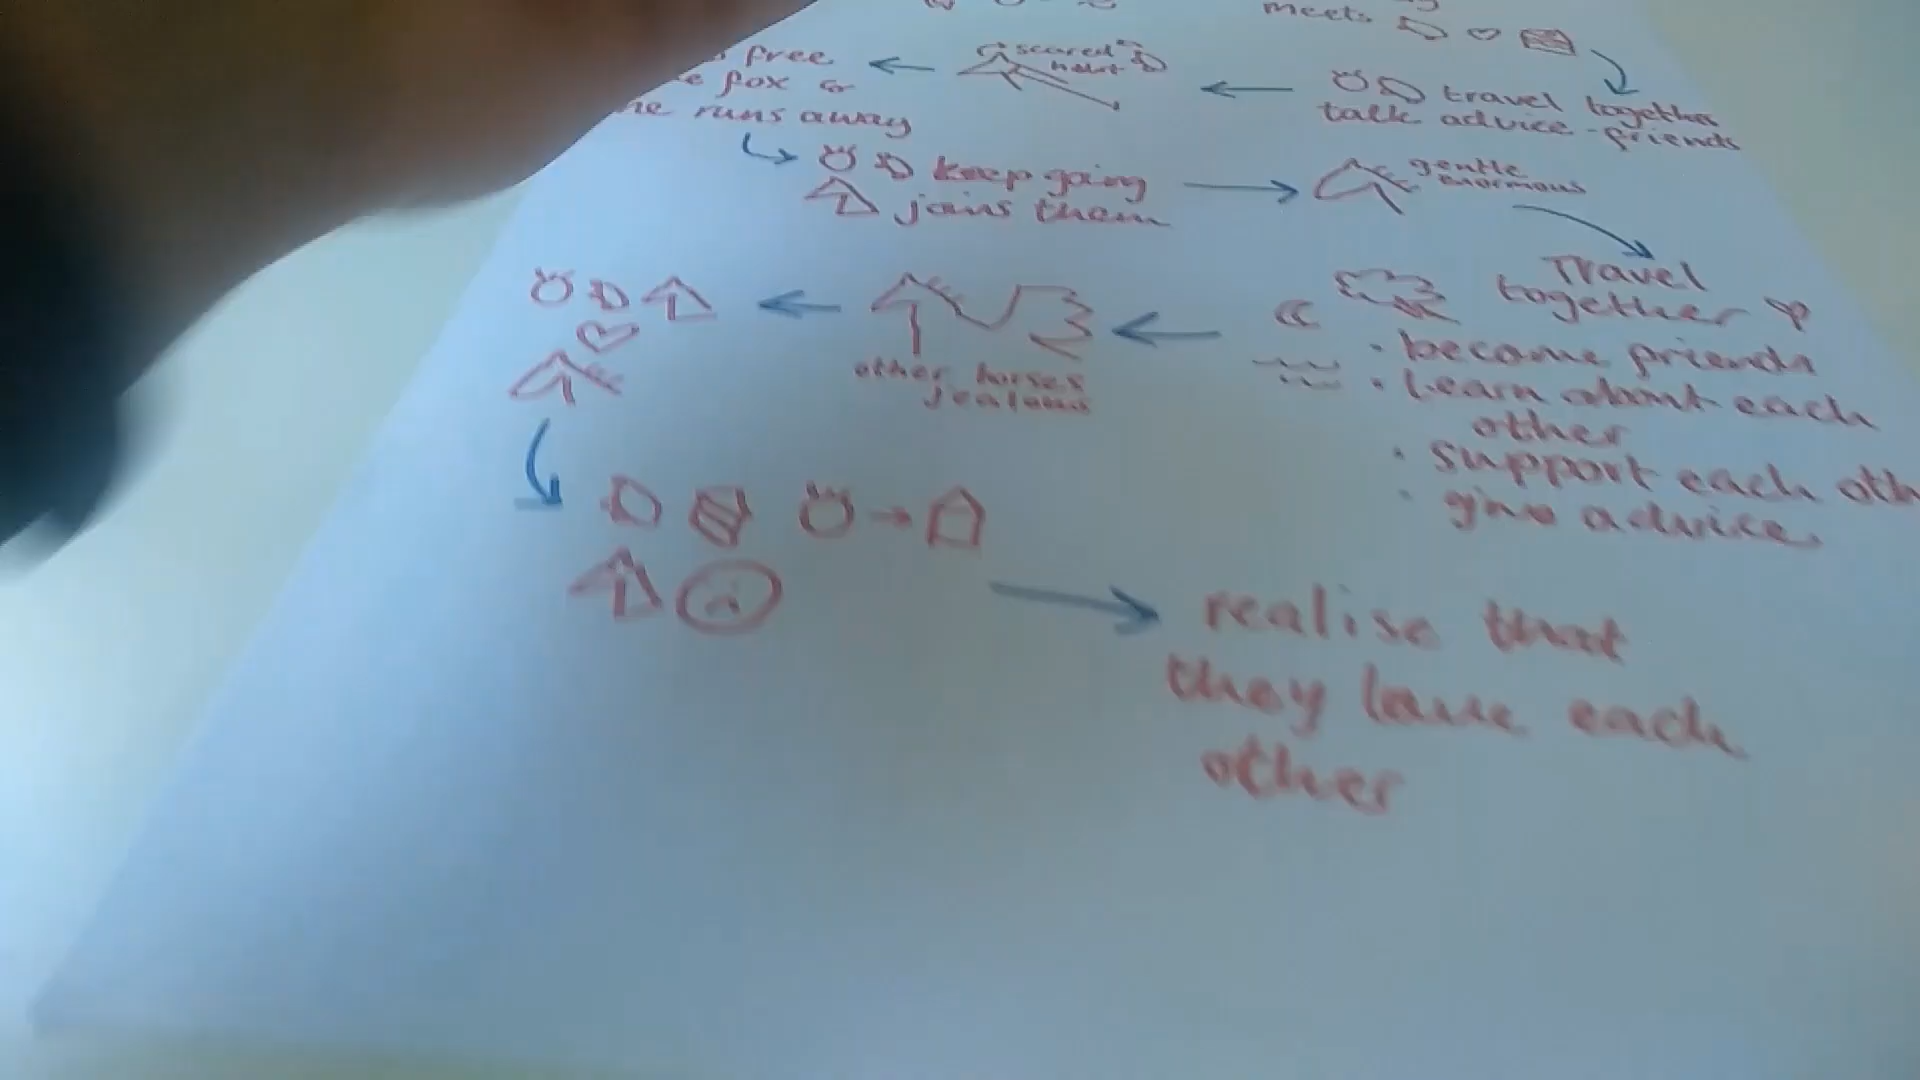 meets
free
fox or
runs away
scared
travel together
talk advice - friends
keep going
joins them
gentle
enormous
Travel
together
• become friends
• Learn about each
other
• support each oth
• give advice
other horses
jealous
realise that
they love each
other